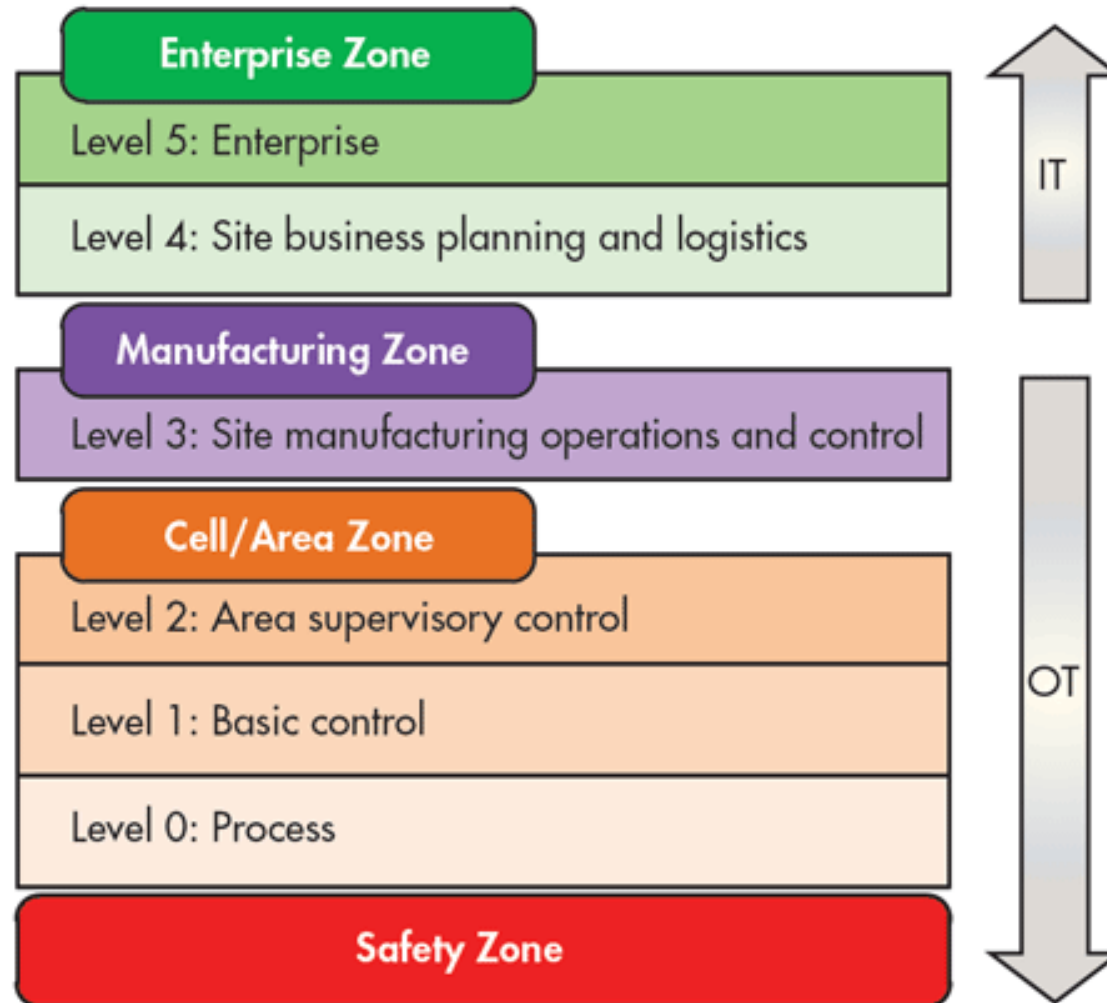 Enterprise Zone
Level 5: Enterprise
IT
Level 4: Site business planning and logistics
Manufacturing Zone
Level 3: Site manufacturing operations and control
Cell/Area Zone
Level 2: Area supervisory control
OT
Level 1: Basic control
Level 0: Process
Safety Zone